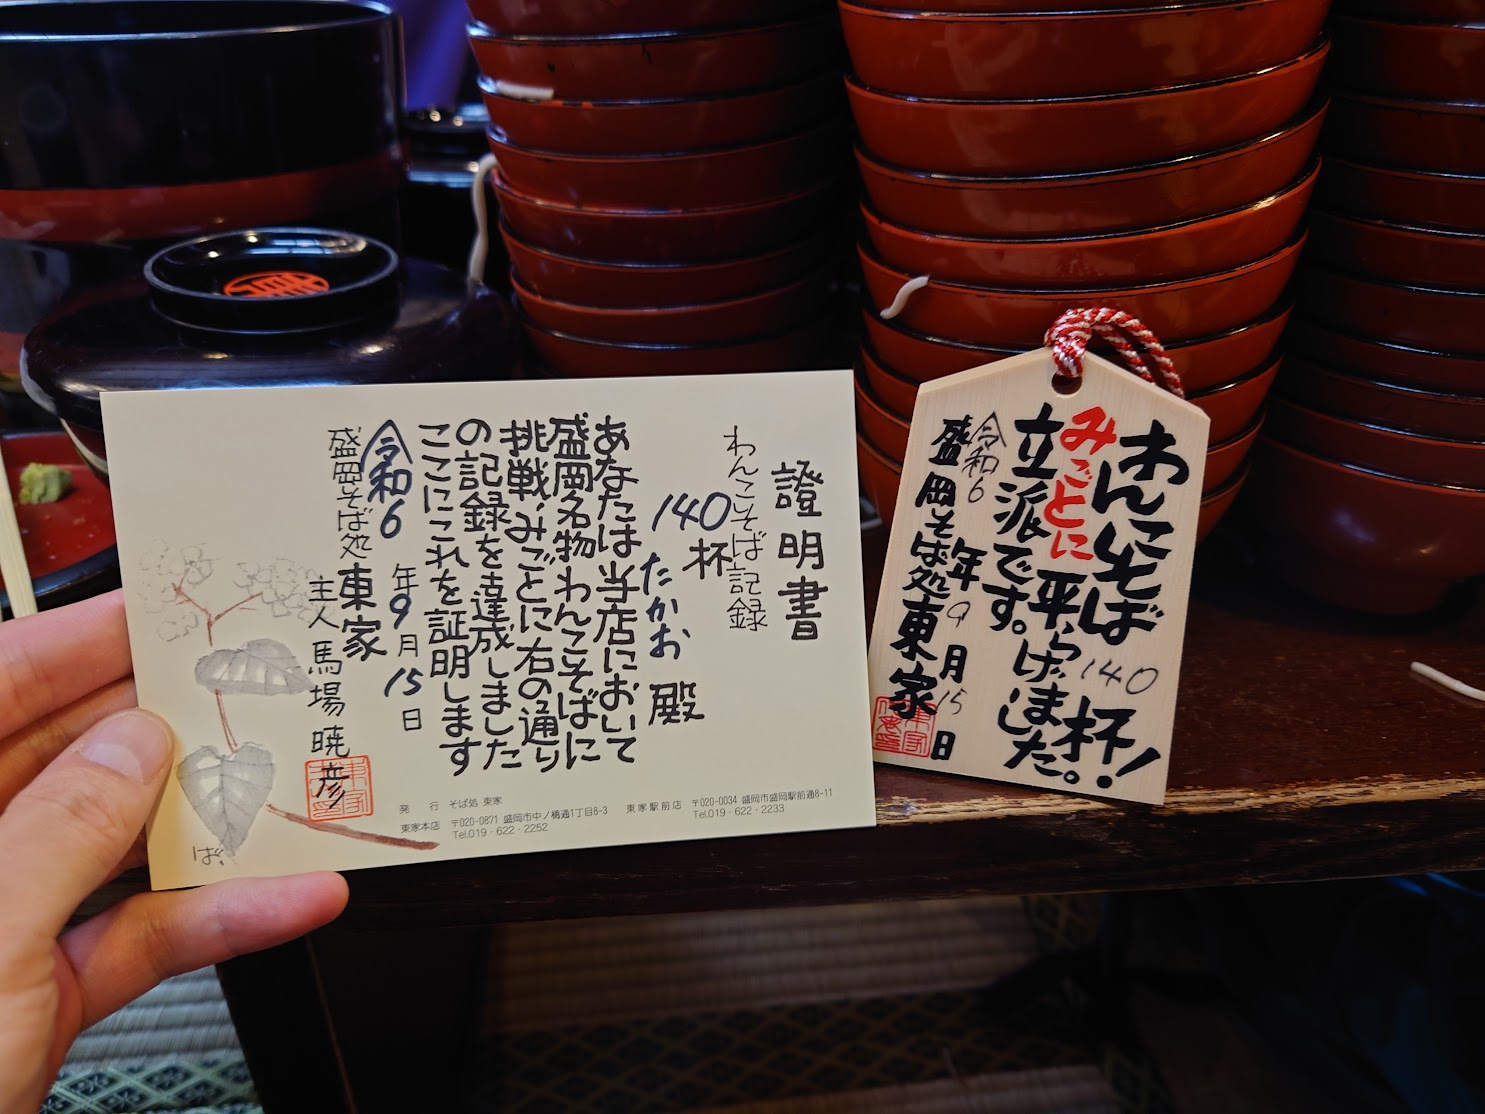 證明書
わんこそば記録
140杯
たかお 殿
あなたは当店において
盛岡名物わんこそばに
挑戦、みごとに右の通り
の記録を達成しました
ここにこれを証明します
令和6年9月15日
盛岡そば処 東家
主人 馬場暁彦
ば
発 行 そば処 東家
東家本店 〒020-0871 盛岡市中ノ橋通1丁目8-3
Tel.019・622・2252
東家駅前店 〒020-0034 盛岡市盛岡駅前通8-11
Tel.019・622・2233
わんこそば140杯!
みごとに平らげました。
立派です。
令和6年9月15日
盛岡そば処東家